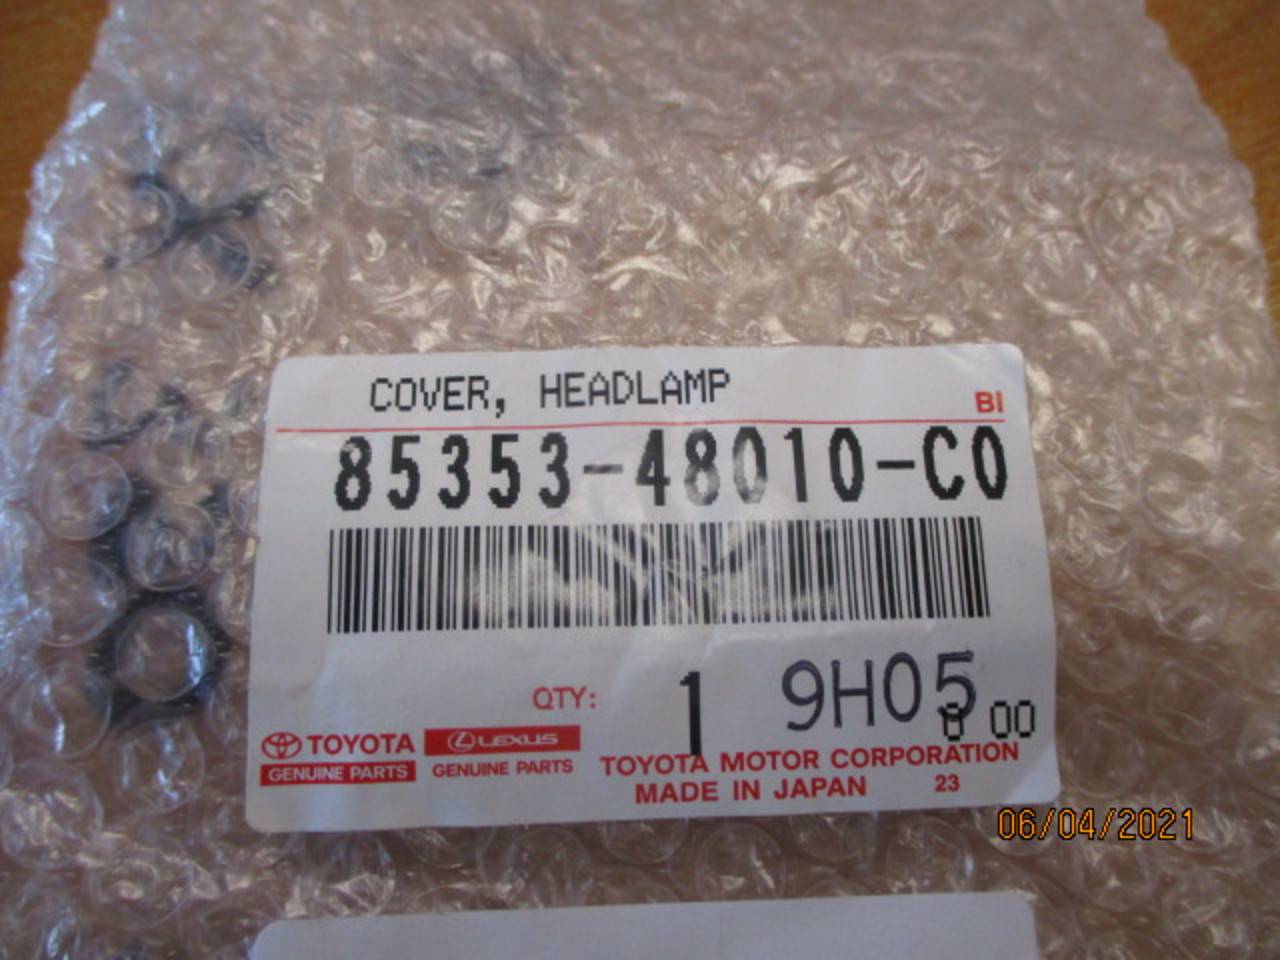 COVER, HEADLAMP
BI
85353-48010-C0
QTY: 1 9H05
8 00
TOYOTA LEXUS
GENUINE PARTS GENUINE PARTS
TOYOTA MOTOR CORPORATION
MADE IN JAPAN 23
06/04/2021